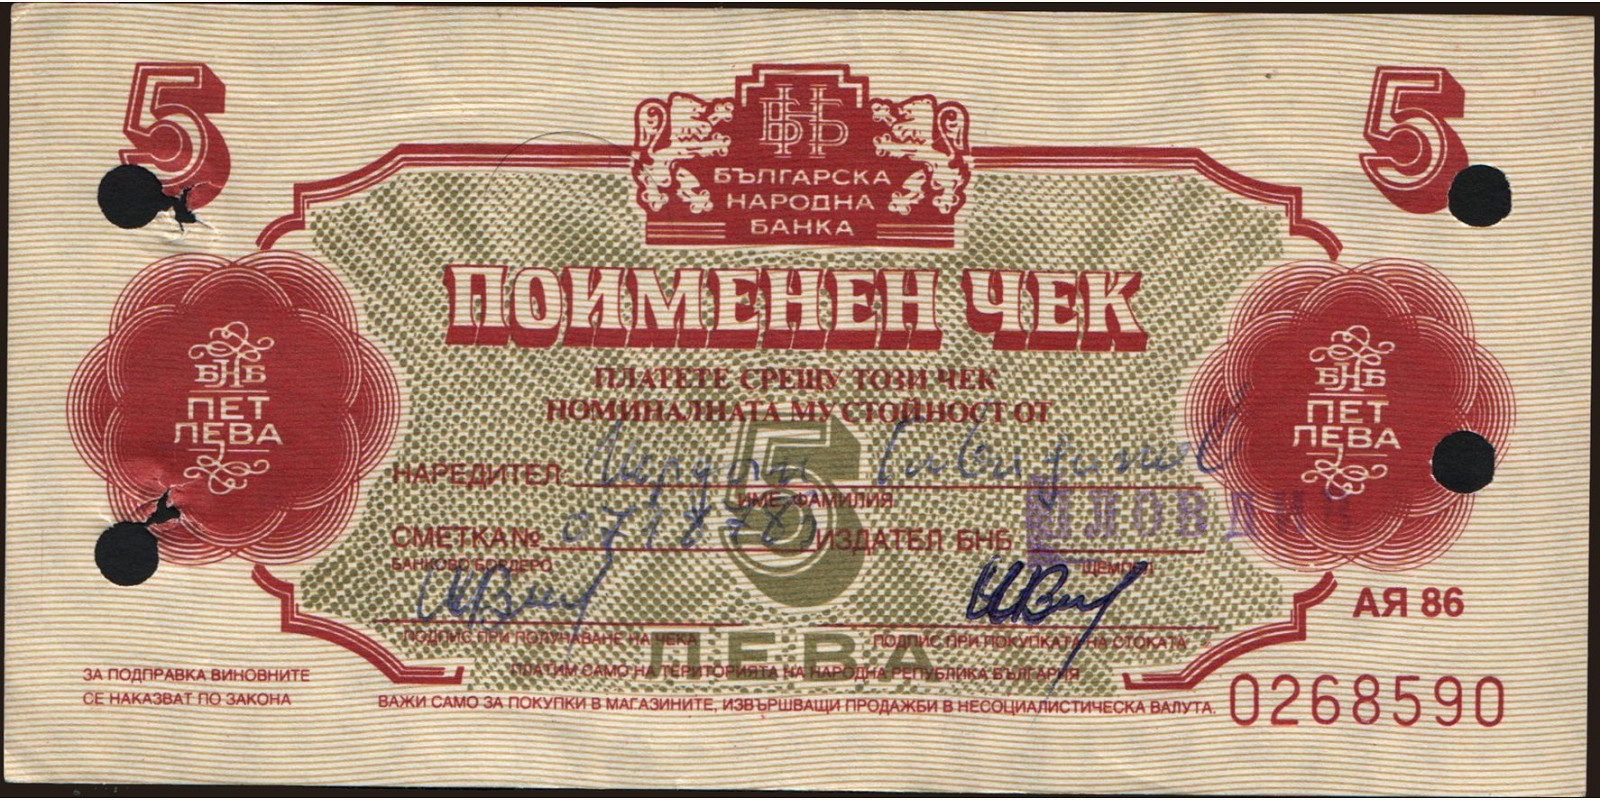 5
5
БНБ
БЪЛГАРСКА
НАРОДНА
БАНКА
ПОИМЕНЕН ЧЕК
ПЛАТЕТЕ СРЕЩУ ТОЗИ ЧЕК
НОМИНАЛНАТА МУ СТОЙНОСТ ОТ
БНБ
ПЕТ
ЛЕВА
5
БНБ
ПЕТ
ЛЕВА
5
5
НАРЕДИТЕЛ:
ИМЕ, ФАМИЛИЯ
СМЕТКА № ИЗДАТЕЛ БНБ ПЛОВДИВ
БАНКОВО БОРДЕРО ЩЕМПЕЛ
АЯ 86
ПОДПИС ПРИ ПОЛУЧАВАНЕ НА ЧЕКА ПОДПИС ПРИ ПОКУПКАТА НА СТОКАТА
ЛЕВА
ПЛАТИМ САМО НА ТЕРИТОРИЯТА НА НАРОДНА РЕПУБЛИКА БЪЛГАРИЯ
ЗА ПОДПРАВКА ВИНОВНИТЕ
СЕ НАКАЗВАТ ПО ЗАКОНА
ВАЖИ САМО ЗА ПОКУПКИ В МАГАЗИНИТЕ, ИЗВЪРШВАЩИ ПРОДАЖБИ В НЕСОЦИАЛИСТИЧЕСКА ВАЛУТА.
0268590